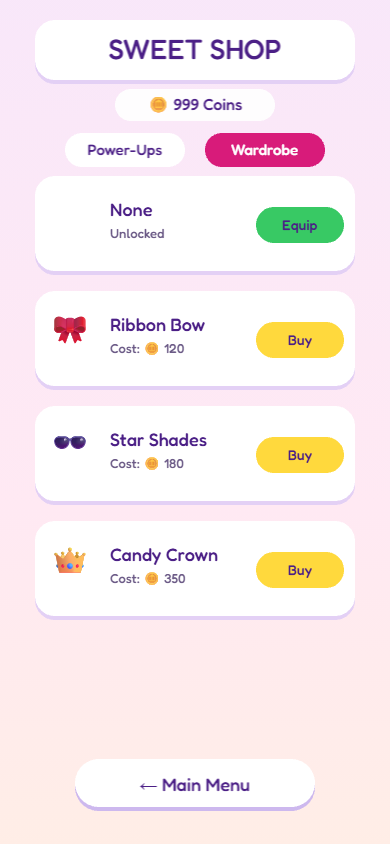 SWEET SHOP
999 Coins
Power-Ups
Wardrobe
None
Unlocked
Equip
Ribbon Bow
Cost: 120
Buy
Star Shades
Cost: 180
Buy
Candy Crown
Cost: 350
Buy
← Main Menu